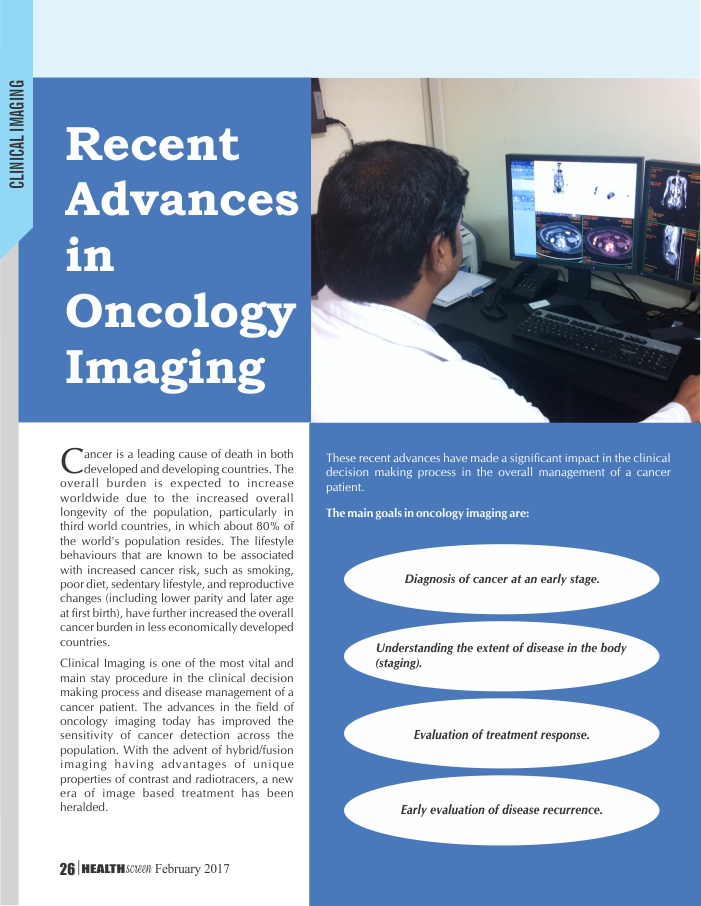 CLINICAL IMAGING
Recent
Advances
in
Oncology
Imaging
Cancer is a leading cause of death in both
developed and developing countries. The
overall burden is expected to increase
worldwide due to the increased overall
longevity of the population, particularly in
third world countries, in which about 80% of
the world's population resides. The lifestyle
behaviours that are known to be associated
with increased cancer risk, such as smoking,
poor diet, sedentary lifestyle, and reproductive
changes (including lower parity and later age
at first birth), have further increased the overall
cancer burden in less economically developed
countries.
Clinical Imaging is one of the most vital and
main stay procedure in the clinical decision
making process and disease management of a
cancer patient. The advances in the field of
oncology imaging today has improved the
sensitivity of cancer detection across the
population. With the advent of hybrid/fusion
imaging having advantages of unique
properties of contrast and radiotracers, a new
era of image based treatment has been
heralded.
These recent advances have made a significant impact in the clinical
decision making process in the overall management of a cancer
patient.
The main goals in oncology imaging are:
Diagnosis of cancer at an early stage.
Understanding the extent of disease in the body
(staging).
Evaluation of treatment response.
Early evaluation of disease recurrence.
26 HEALTHscreen February 2017